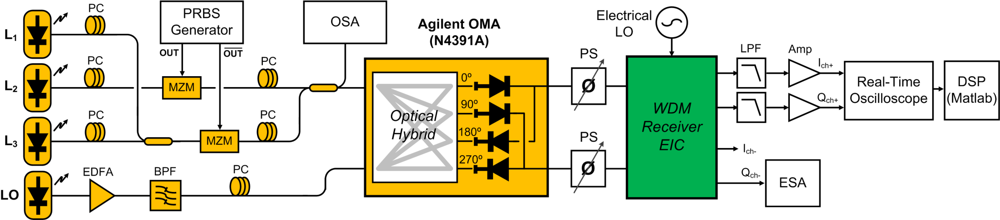 L1
PC
PRBS
Generator
OUT
OUT
OSA
Agilent OMA
(N4391A)
Electrical
LO
L2
PC
MZM
PC
L3
PC
MZM
PC
LO
EDFA
BPF
PC
Optical
Hybrid
0º
90º
180º
270º
PS
Ø
PS
Ø
WDM
Receiver
EIC
LPF
Amp
Ich+
Qch+
Ich-
Qch-
Real-Time
Oscilloscope
DSP
(Matlab)
ESA